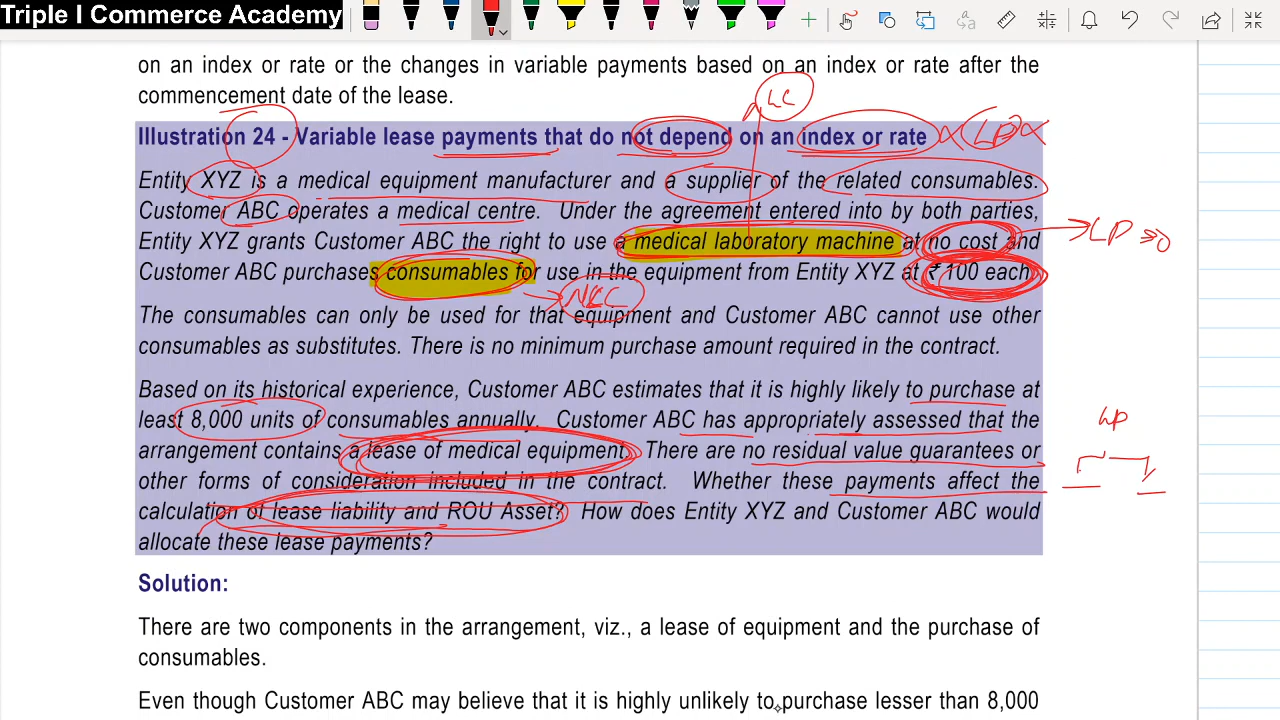 Triple I Commerce Academy
on an index or rate or the changes in variable payments based on an index or rate after the
commencement date of the lease.
LC
Illustration 24 - Variable lease payments that do not depend on an index or rate
Entity XYZ is a medical equipment manufacturer and a supplier of the related consumables.
Customer ABC operates a medical centre. Under the agreement entered into by both parties,
Entity XYZ grants Customer ABC the right to use a medical laboratory machine at no cost and
LP
Customer ABC purchases consumables for use in the equipment from Entity XYZ at ₹ 100 each.
NLC
The consumables can only be used for that equipment and Customer ABC cannot use other
consumables as substitutes. There is no minimum purchase amount required in the contract.
Based on its historical experience, Customer ABC estimates that it is highly likely to purchase at
least 8,000 units of consumables annually. Customer ABC has appropriately assessed that the
arrangement contains a lease of medical equipment. There are no residual value guarantees or
other forms of consideration included in the contract. Whether these payments affect the
calculation of lease liability and ROU Asset? How does Entity XYZ and Customer ABC would
allocate these lease payments?
Solution:
There are two components in the arrangement, viz., a lease of equipment and the purchase of
consumables.
Even though Customer ABC may believe that it is highly unlikely to purchase lesser than 8,000